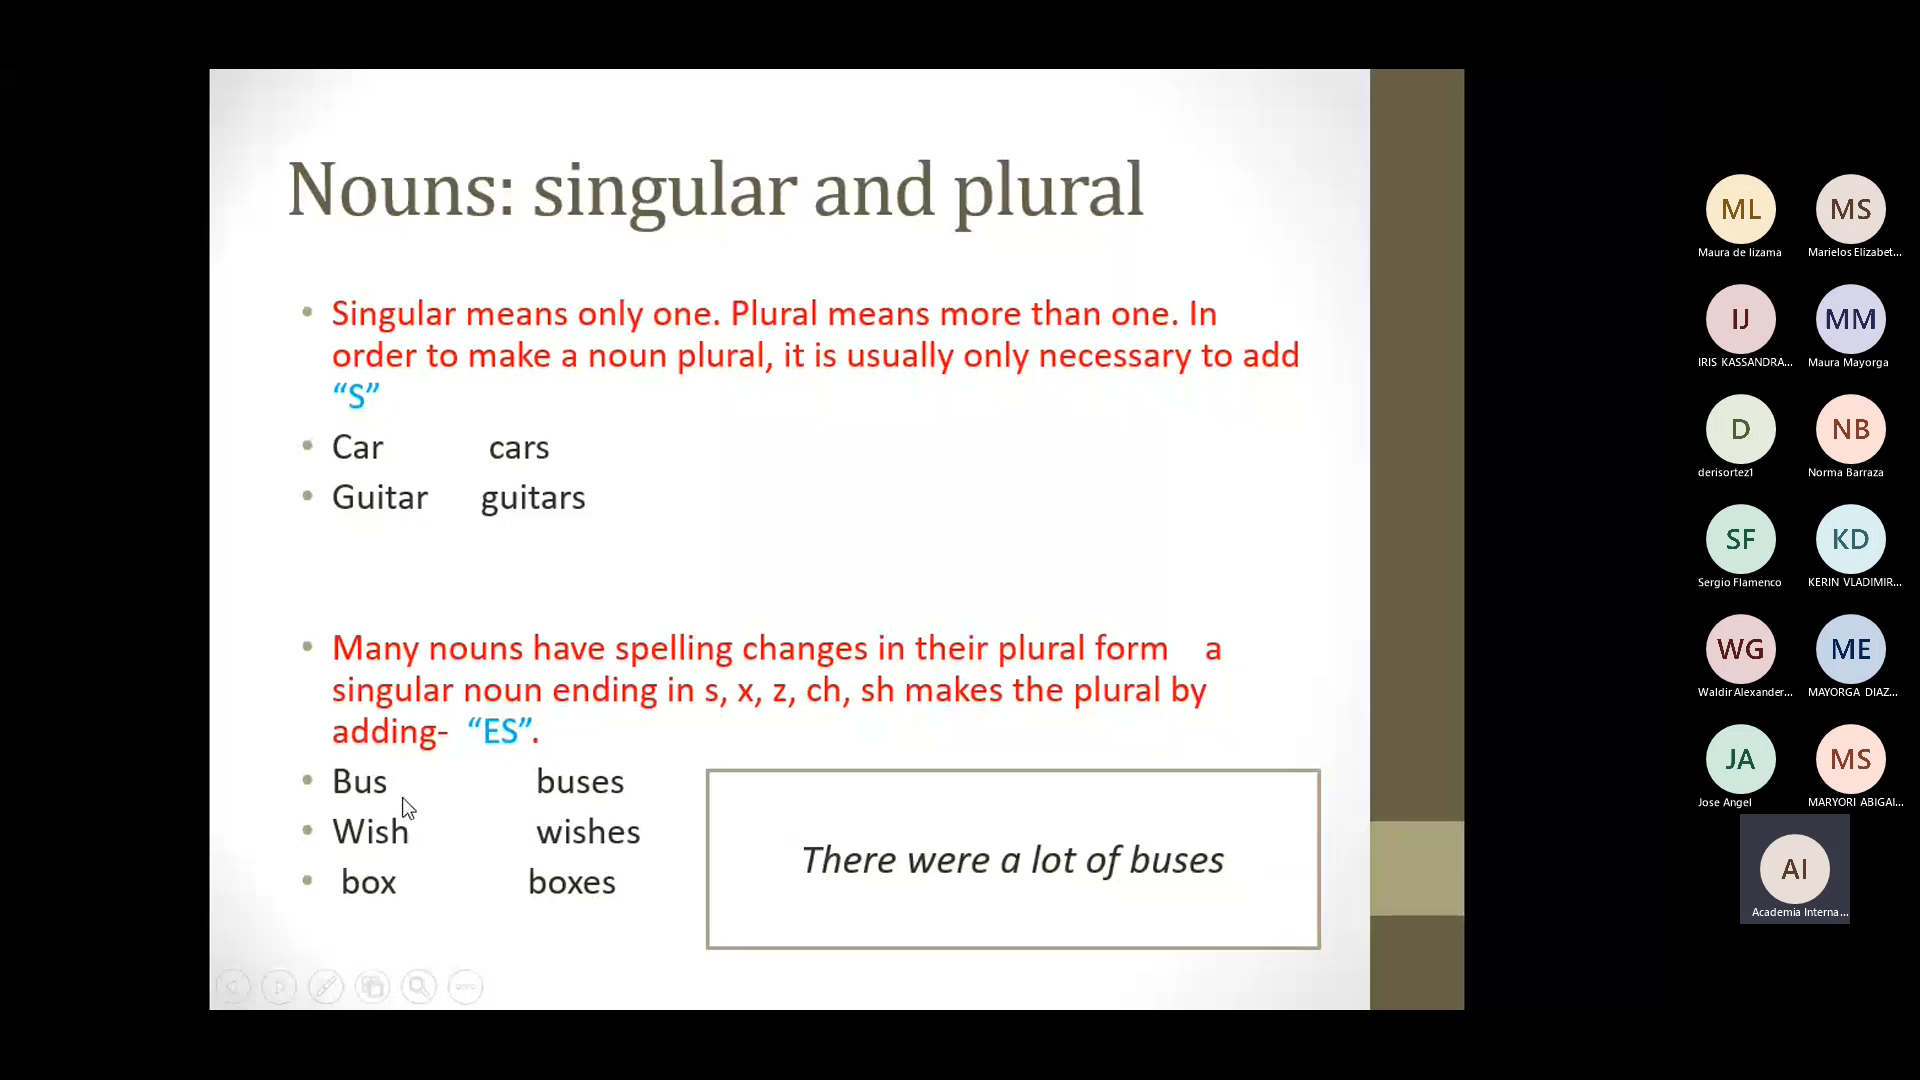 Nouns: singular and plural
• Singular means only one. Plural means more than one. In
order to make a noun plural, it is usually only necessary to add
“S”
• Car cars
• Guitar guitars
• Many nouns have spelling changes in their plural form a
singular noun ending in s, x, z, ch, sh makes the plural by
adding- “ES”.
• Bus buses
• Wish wishes
• box boxes
There were a lot of buses
ML MS
Maura de lizama Marielos Elizabet...
IJ MM
IRIS KASSANDRA... Maura Mayorga
D NB
derisortez1 Norma Barraza
SF KD
Sergio Flamenco KERIN VLADIMIR...
WG ME
Waldir Alexander... MAYORGA DIAZ...
JA MS
Jose Angel MARYORI ABIGAI...
AI
Academia Interna...